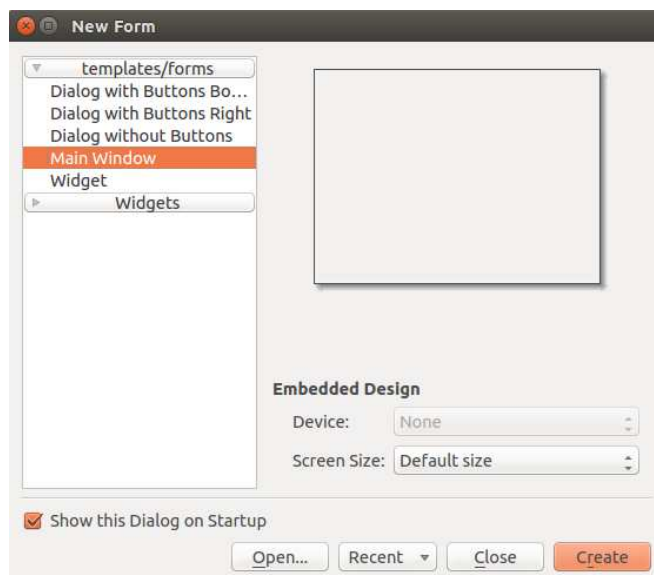 New Form
templates/forms
Dialog with Buttons Bo...
Dialog with Buttons Right
Dialog without Buttons
Main Window
Widget
Widgets
Embedded Design
Device: None
Screen Size: Default size
Show this Dialog on Startup
Open... Recent Close Create